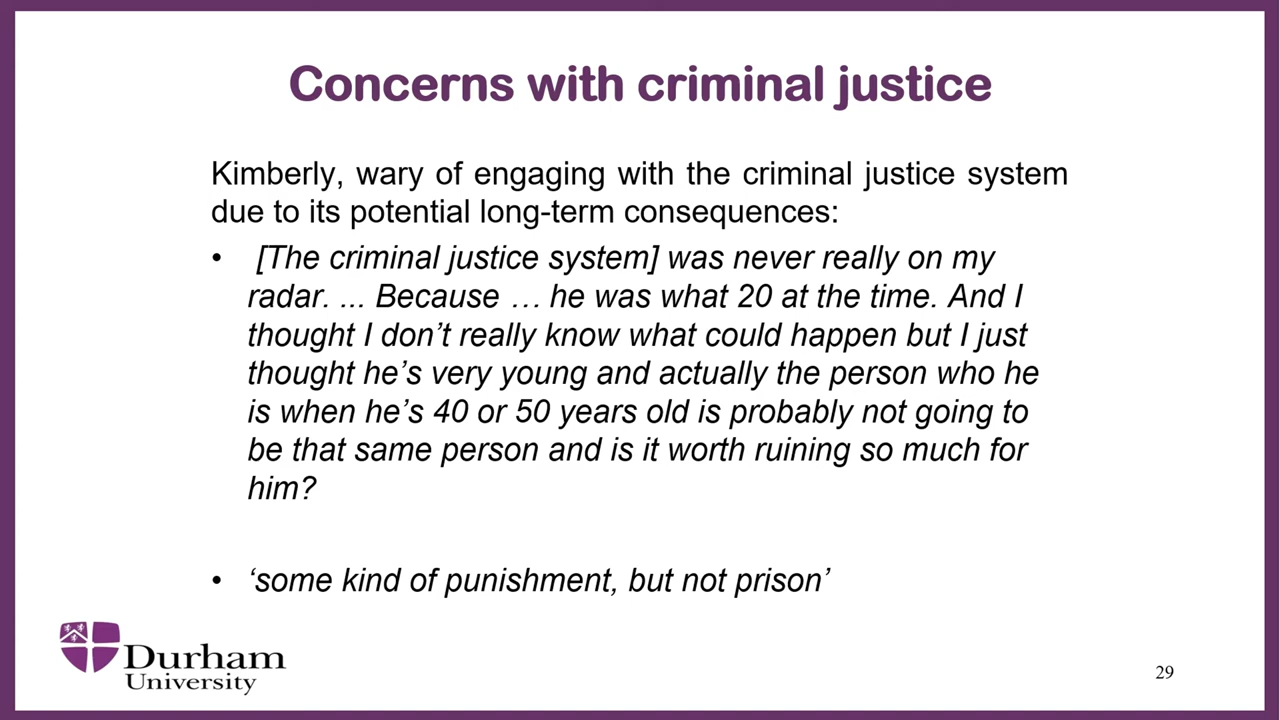 Concerns with criminal justice
Kimberly, wary of engaging with the criminal justice system
due to its potential long-term consequences:
• [The criminal justice system] was never really on my
radar. ... Because … he was what 20 at the time. And I
thought I don’t really know what could happen but I just
thought he’s very young and actually the person who he
is when he’s 40 or 50 years old is probably not going to
be that same person and is it worth ruining so much for
him?
• ‘some kind of punishment, but not prison’
Durham
University
29